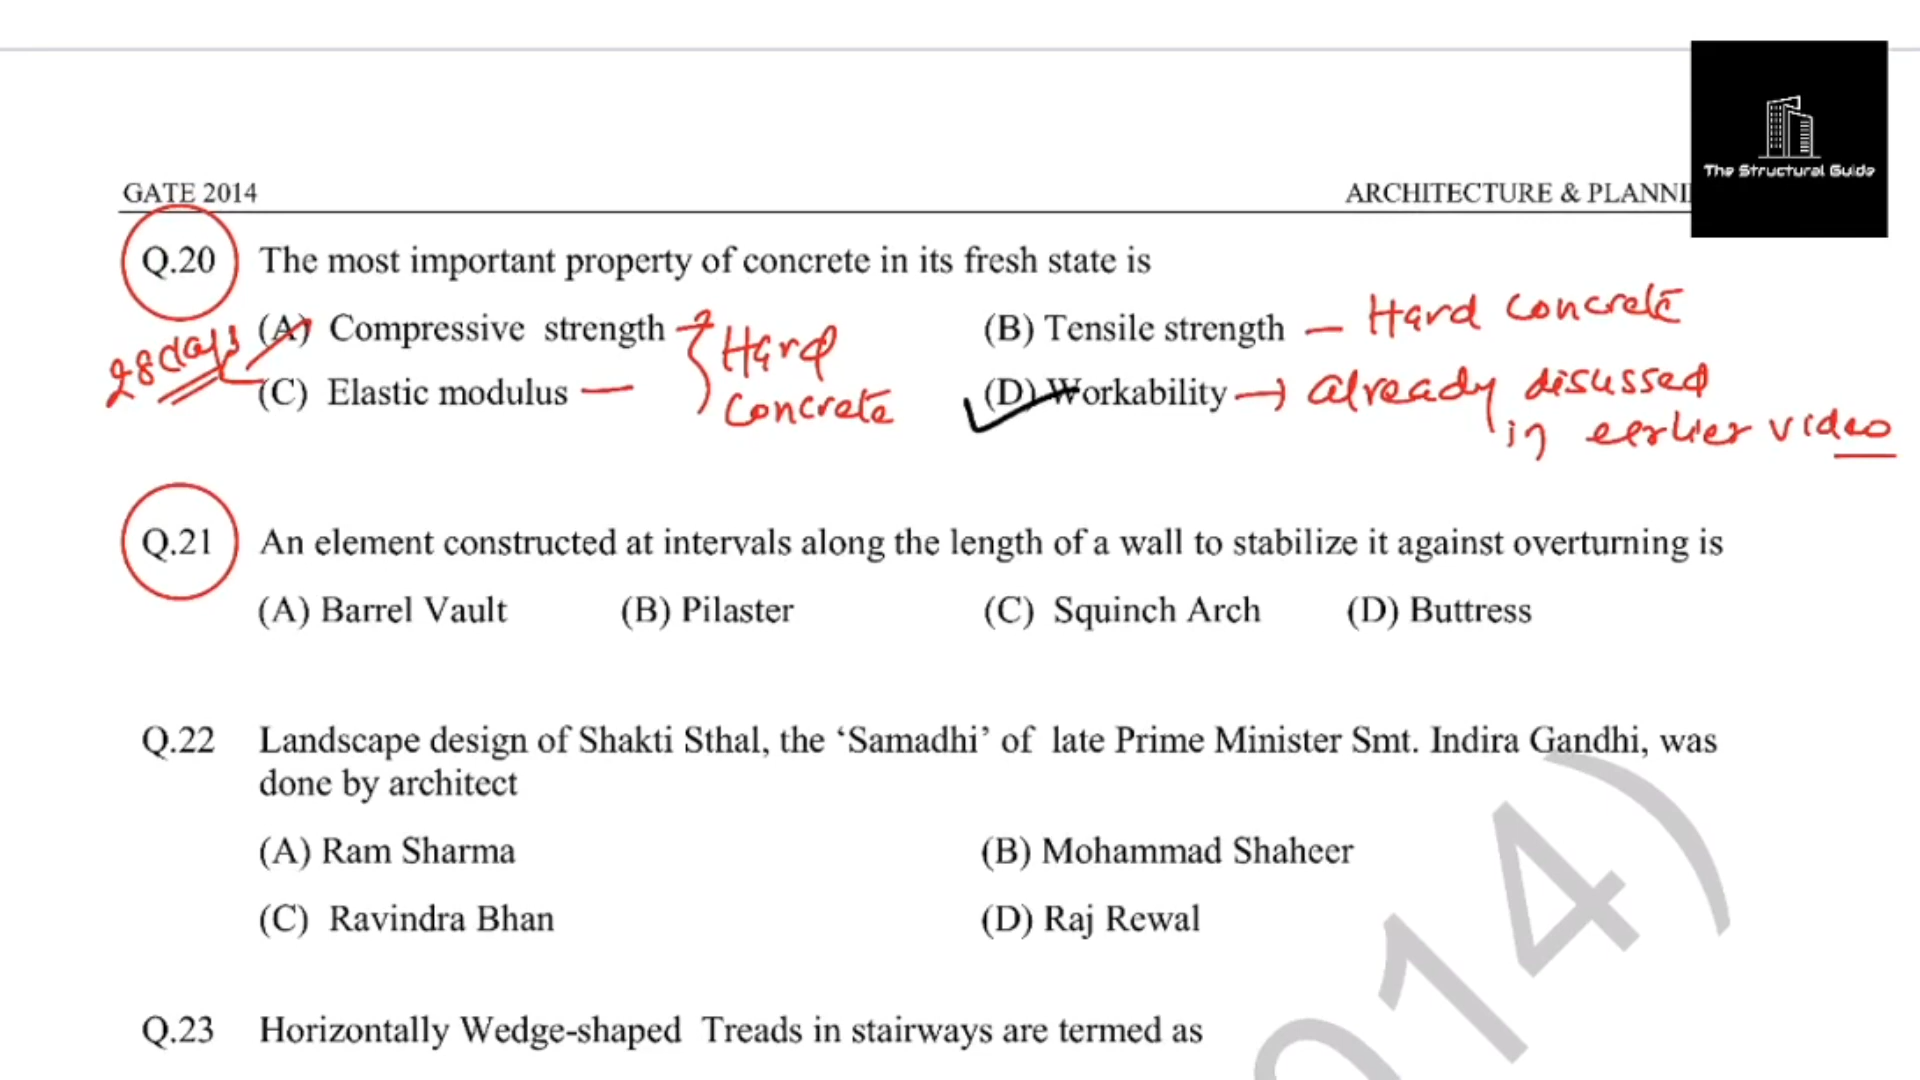 The Structural Guide
GATE 2014 ARCHITECTURE & PLANNI
Q.20 The most important property of concrete in its fresh state is
(A) Compressive strength (B) Tensile strength — Hard concrete
28 days Hard
(C) Elastic modulus — concrete (D) Workability → already disussed
in eerlier video
Q.21 An element constructed at intervals along the length of a wall to stabilize it against overturning is
(A) Barrel Vault (B) Pilaster (C) Squinch Arch (D) Buttress
Q.22 Landscape design of Shakti Sthal, the ‘Samadhi’ of late Prime Minister Smt. Indira Gandhi, was
done by architect
(A) Ram Sharma (B) Mohammad Shaheer
(C) Ravindra Bhan (D) Raj Rewal
Q.23 Horizontally Wedge-shaped Treads in stairways are termed as
014)